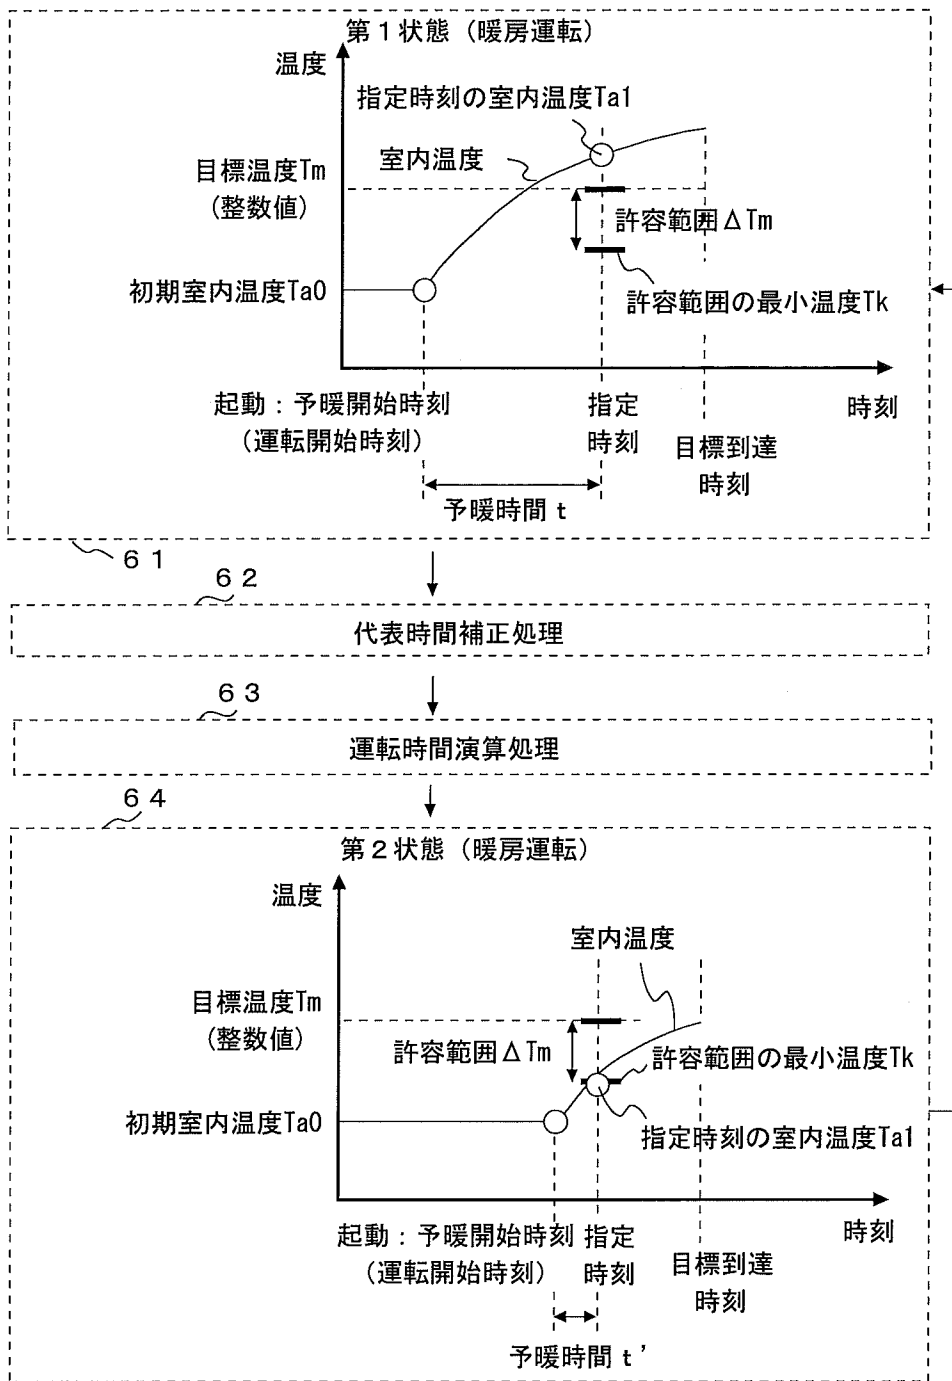 第1状態（暖房運転）
温度
指定時刻の室内温度Ta1
室内温度
目標温度Tm
(整数値)
許容範囲ΔTm
初期室内温度Ta0
許容範囲の最小温度Tk
起動：予暖開始時刻
（運転開始時刻）
指定
時刻
時刻
目標到達
時刻
予暖時間t
61
62
代表時間補正処理
63
運転時間演算処理
64
第2状態（暖房運転）
温度
室内温度
目標温度Tm
(整数値)
許容範囲ΔTm
許容範囲の最小温度Tk
初期室内温度Ta0
指定時刻の室内温度Ta1
起動：予暖開始時刻
（運転開始時刻）
指定
時刻
時刻
目標到達
時刻
予暖時間t'